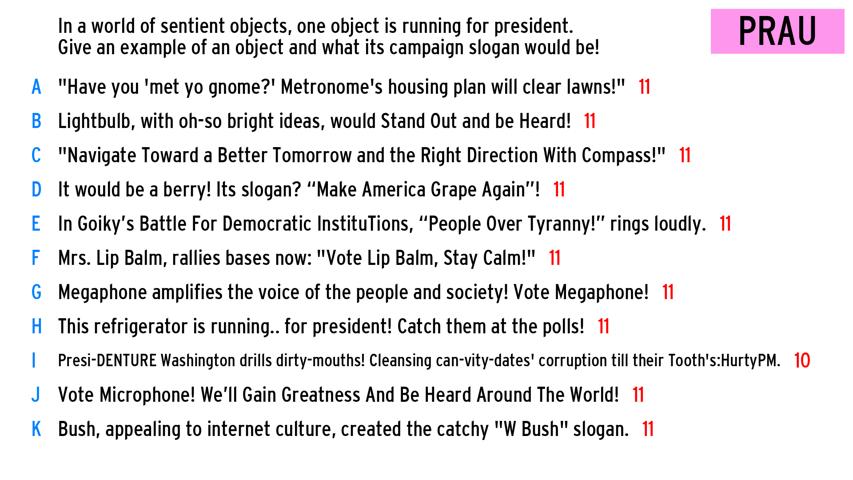 In a world of sentient objects, one object is running for president.
Give an example of an object and what its campaign slogan would be!
PRAU
A "Have you 'met yo gnome?' Metronome's housing plan will clear lawns!" 11
B Lightbulb, with oh-so bright ideas, would Stand Out and be Heard! 11
C "Navigate Toward a Better Tomorrow and the Right Direction With Compass!" 11
D It would be a berry! Its slogan? “Make America Grape Again”! 11
E In Goiky’s Battle For Democratic InstituTions, “People Over Tyranny!” rings loudly. 11
F Mrs. Lip Balm, rallies bases now: "Vote Lip Balm, Stay Calm!" 11
G Megaphone amplifies the voice of the people and society! Vote Megaphone! 11
H This refrigerator is running.. for president! Catch them at the polls! 11
I Presi-DENTURE Washington drills dirty-mouths! Cleansing can-vity-dates' corruption till their Tooth's:HurtyPM. 10
J Vote Microphone! We’ll Gain Greatness And Be Heard Around The World! 11
K Bush, appealing to internet culture, created the catchy "W Bush" slogan. 11